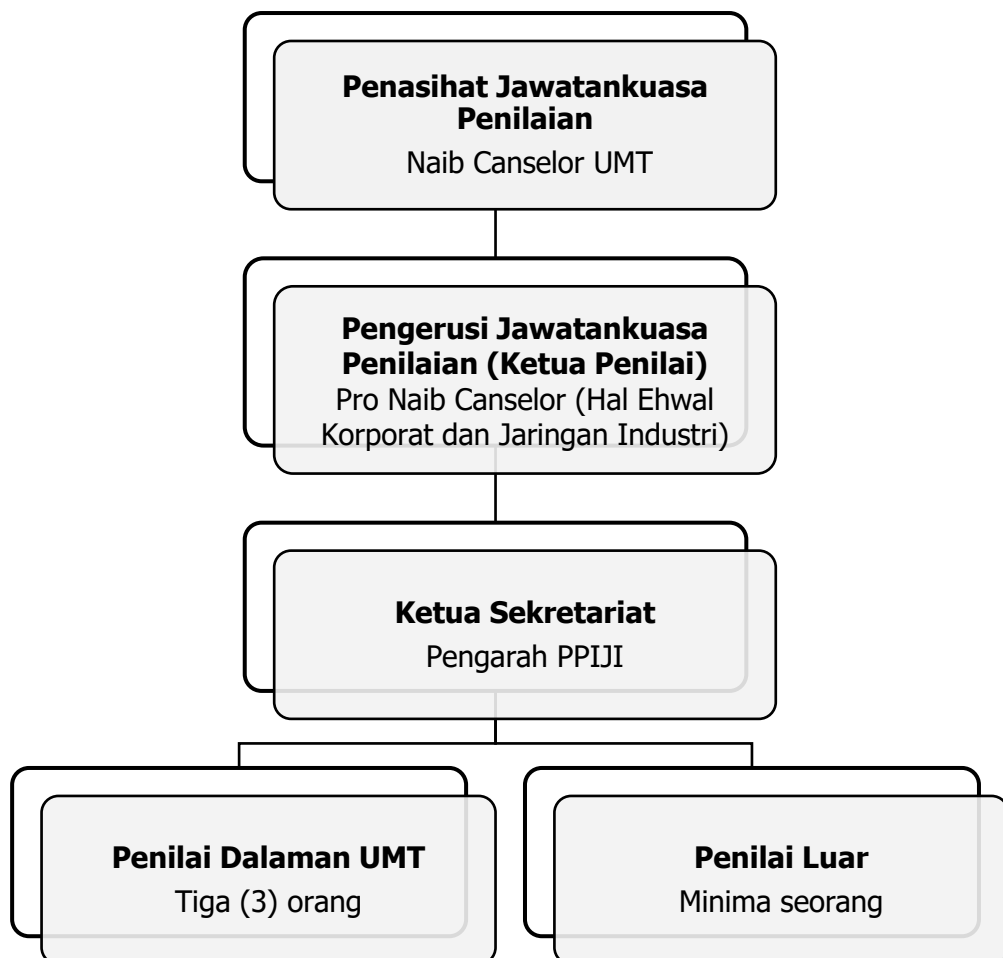 Penasihat Jawatankuasa
Penilaian
Naib Canselor UMT
Pengerusi Jawatankuasa
Penilaian (Ketua Penilai)
Pro Naib Canselor (Hal Ehwal
Korporat dan Jaringan Industri)
Ketua Sekretariat
Pengarah PPIJI
Penilai Dalaman UMT
Tiga (3) orang
Penilai Luar
Minima seorang